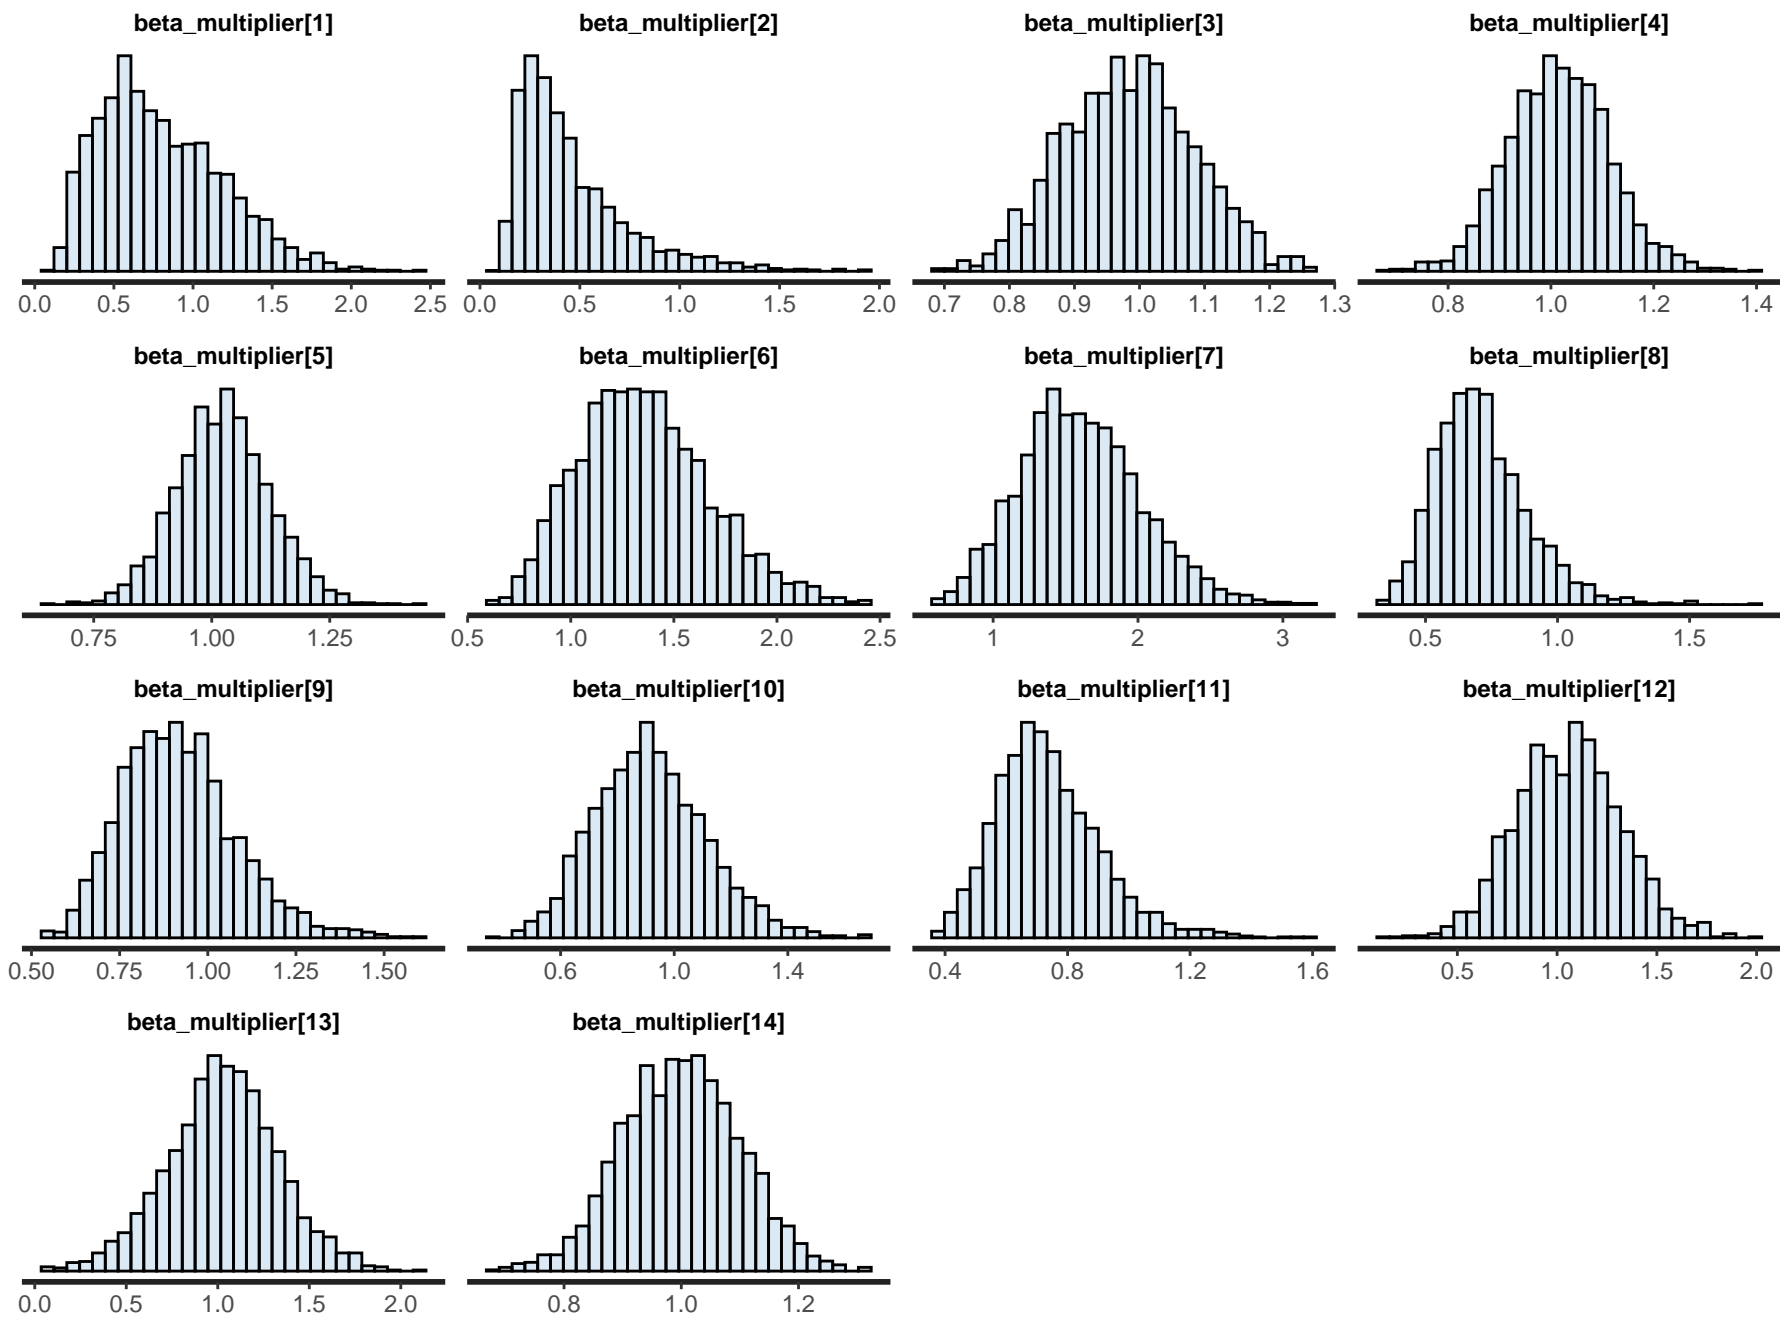 beta_multiplier[1] beta_multiplier[2] beta_multiplier[3] beta_multiplier[4]
0.0 0.5 1.0 1.5 2.0 2.5 0.0 0.5 1.0 1.5 2.0 0.7 0.8 0.9 1.0 1.1 1.2 1.3 0.8 1.0 1.2 1.4
beta_multiplier[5] beta_multiplier[6] beta_multiplier[7] beta_multiplier[8]
0.75 1.00 1.25 0.5 1.0 1.5 2.0 2.5 1 2 3 0.5 1.0 1.5
beta_multiplier[9] beta_multiplier[10] beta_multiplier[11] beta_multiplier[12]
0.50 0.75 1.00 1.25 1.50 0.6 1.0 1.4 0.4 0.8 1.2 1.6 0.5 1.0 1.5 2.0
beta_multiplier[13] beta_multiplier[14]
0.0 0.5 1.0 1.5 2.0 0.8 1.0 1.2